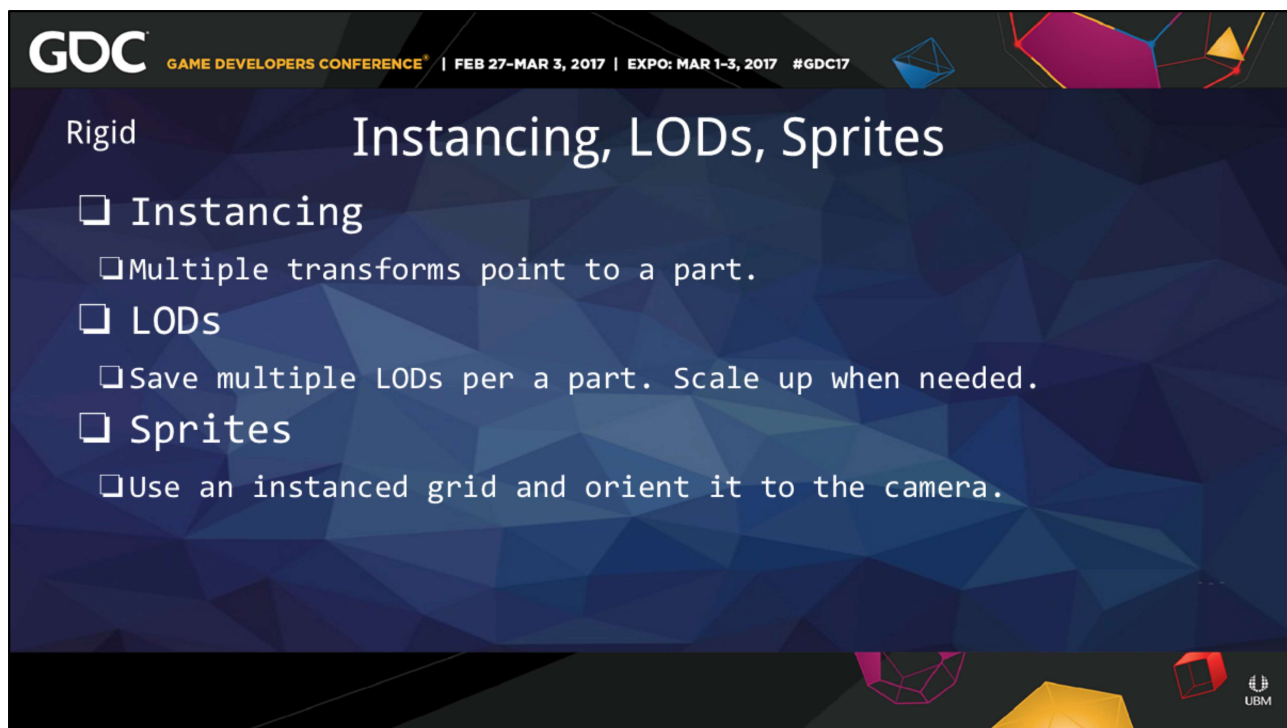 GDC GAME DEVELOPERS CONFERENCE® | FEB 27-MAR 3, 2017 | EXPO: MAR 1-3, 2017 #GDC17
Rigid
Instancing, LODs, Sprites
❏ Instancing
❏Multiple transforms point to a part.
❏ LODs
❏Save multiple LODs per a part. Scale up when needed.
❏ Sprites
❏Use an instanced grid and orient it to the camera.
UBM